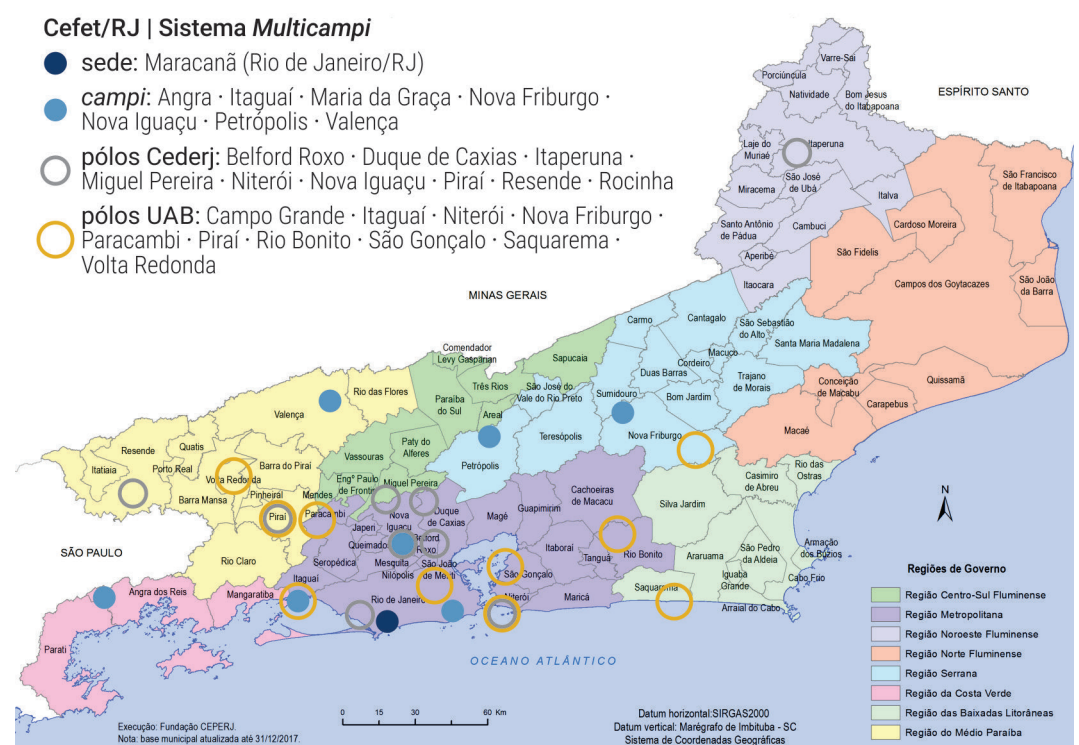 Cefet/RJ | Sistema Multicampi
sede: Maracanã (Rio de Janeiro/RJ)
campi: Angra · Itaguaí · Maria da Graça · Nova Friburgo ·
Nova Iguaçu · Petrópolis · Valença
pólos Cederj: Belford Roxo · Duque de Caxias · Itaperuna ·
Miguel Pereira · Niterói · Nova Iguaçu · Piraí · Resende · Rocinha
pólos UAB: Campo Grande · Itaguaí · Niterói · Nova Friburgo ·
Paracambi · Piraí · Rio Bonito · São Gonçalo · Saquarema ·
Volta Redonda
ESPÍRITO SANTO
MINAS GERAIS
SÃO PAULO
Varre-Sai
Porciúncula
Natividade
Bom Jesus
do Itabapoana
Laje do
Muriaé
Itaperuna
São José
de Ubá
Miracema
Italva
Santo Antônio
de Pádua
Cambuci
Aperibé
Itaocara
São Francisco
de Itabapoana
Cardoso Moreira
São Fidelis
Campos dos Goytacazes
São João
da Barra
Carmo
Cantagalo
São Sebastião
do Alto
Santa Maria Madalena
Macuco
Cordeiro
Duas Barras
Trajano
de Morais
Sumidouro
Bom Jardim
Nova Friburgo
Teresópolis
Petrópolis
São José do
Vale do Rio Preto
Conceição
de Macabu
Quissamã
Carapebus
Macaé
Comendador
Levy Gasparian
Sapucaia
Três Rios
Paraíba
do Sul
Areal
Paty do
Alferes
Vassouras
Engº Paulo
de Frontin
Miguel Pereira
Mendes
Rio das Flores
Valença
Resende
Quatis
Itatiaia
Porto Real
Barra do Piraí
Volta Redonda
Barra Mansa
Pinheiral
Piraí
Rio Claro
Paracambi
Japeri
Nova
Iguaçu
Duque
de Caxias
Queimados
Belford
Roxo
Seropédica
Mesquita
Nilópolis
São João
de Meriti
Itaguaí
Rio de Janeiro
Magé
Guapimirim
Cachoeiras
de Macacu
Itaboraí
Tanguá
Rio Bonito
São Gonçalo
Niterói
Maricá
Silva Jardim
Casimiro
de Abreu
Rio das
Ostras
Araruama
São Pedro
da Aldeia
Armação
dos Búzios
Iguaba
Grande
Cabo Frio
Saquarema
Arraial do Cabo
Angra dos Reis
Mangaratiba
Parati
OCEANO ATLÂNTICO
N
Regiões de Governo
Região Centro-Sul Fluminense
Região Metropolitana
Região Noroeste Fluminense
Região Norte Fluminense
Região Serrana
Região da Costa Verde
Região das Baixadas Litorâneas
Região do Médio Paraíba
0 15 30 60 Km
Execução: Fundação CEPERJ.
Nota: base municipal atualizada até 31/12/2017.
Datum horizontal:SIRGAS2000
Datum vertical: Marégrafo de Imbituba - SC
Sistema de Coordenadas Geográficas